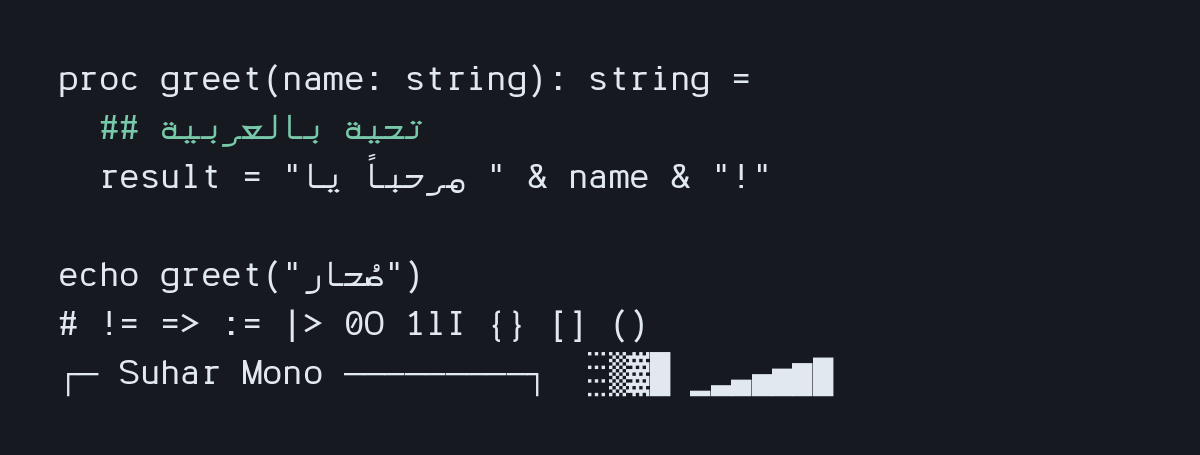 proc greet(name: string): string =
  ## تحية بالعربية
  result = "مرحباً يا " & name & "!"
echo greet("صُحار")
# != => := |> 0O 1lI {} [] ()
┌─ Suhar Mono ─────────┐  ░▒▓█ ▁▂▃▄▅▆▇